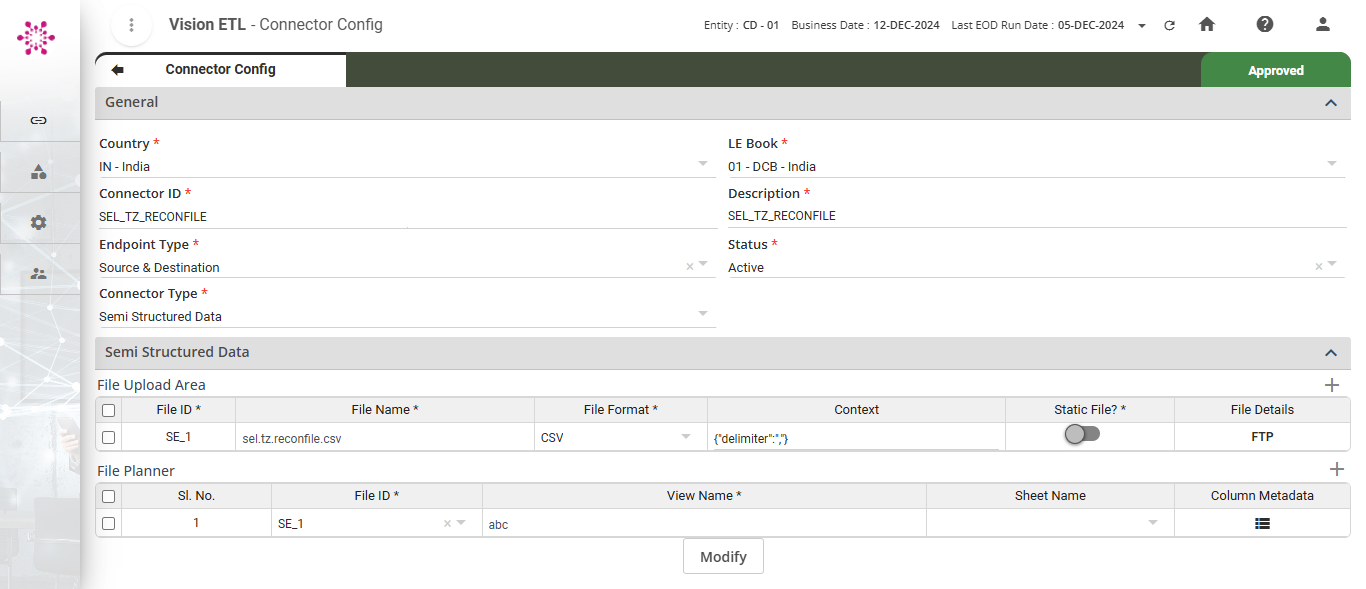 Vision ETL - Connector Config
Entity : CD - 01 Business Date : 12-DEC-2024 Last EOD Run Date : 05-DEC-2024
Connector Config
Approved
General
Country *
LE Book *
IN - India
01 - DCB - India
Connector ID *
Description *
SEL_TZ_RECONFILE
SEL_TZ_RECONFILE
Endpoint Type *
Status *
Source & Destination
Active
Connector Type *
Semi Structured Data
Semi Structured Data
File Upload Area
File ID * File Name * File Format * Context Static File? * File Details
SE_1 sel.tz.reconfile.csv CSV {"delimiter":","} FTP
File Planner
Sl. No. File ID * View Name * Sheet Name Column Metadata
1 SE_1 abc
Modify